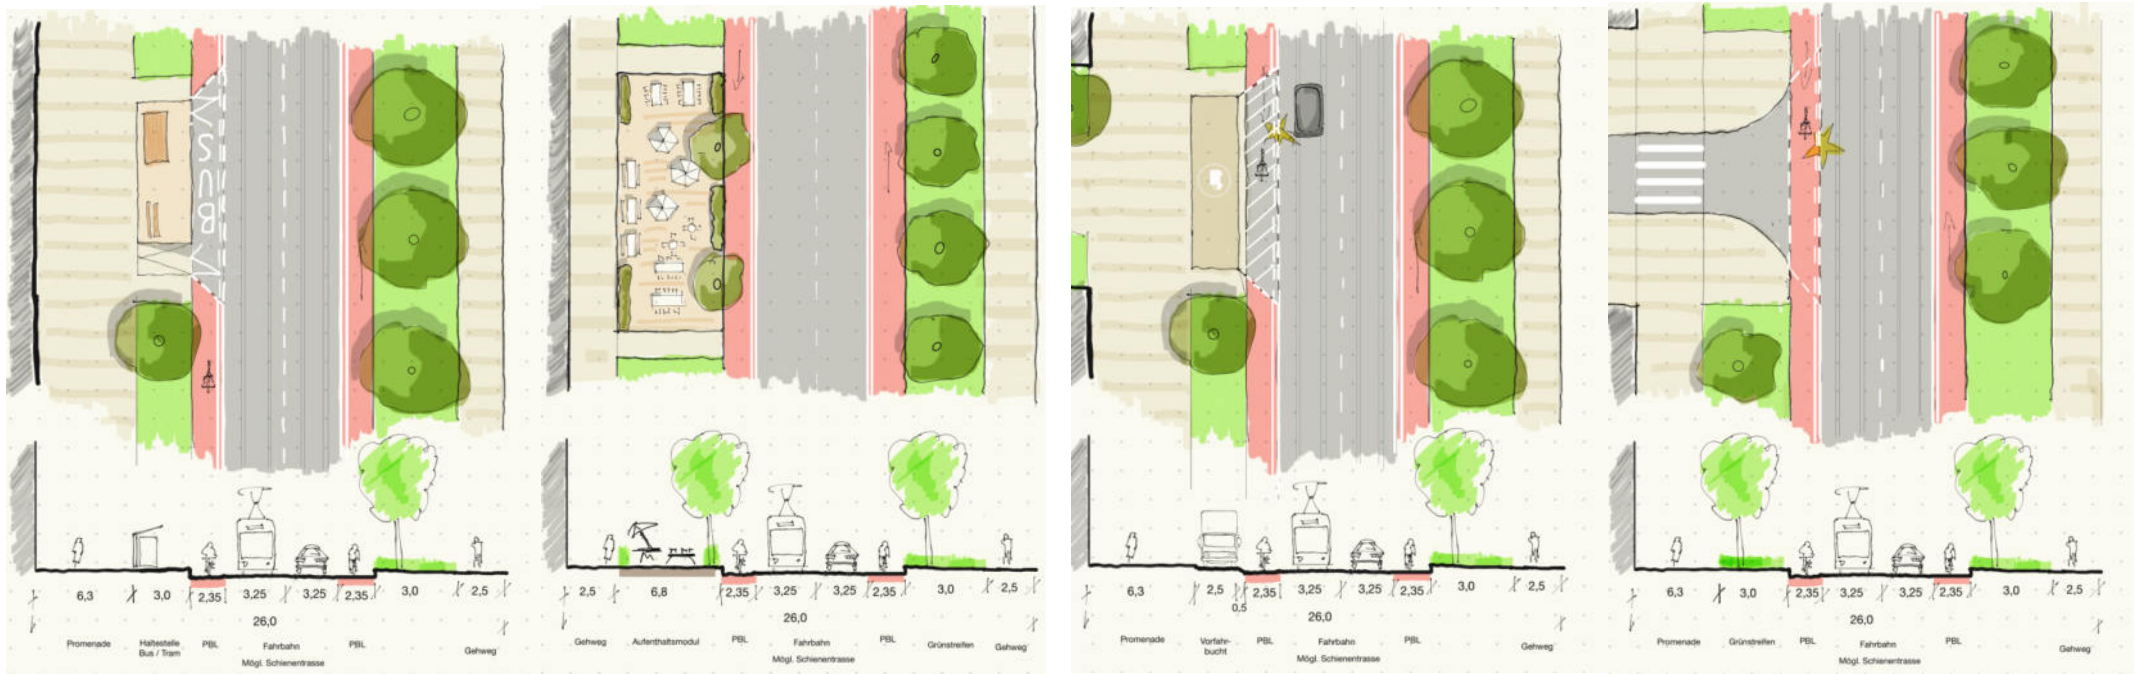 BUS
6,3
3,0
2,35
3,25
3,25
2,35
3,0
2,5
26,0
Promenade
Haltestelle
Bus / Tram
PBL
Fahrbahn
PBL
Gehweg
Mögl. Schienentrasse
2,5
6,8
2,35
3,25
3,25
2,35
3,0
2,5
26,0
Gehweg
Aufenthaltsmodul
PBL
Fahrbahn
PBL
Grünstreifen
Gehweg
Mögl. Schienentrasse
6,3
2,5
0,5
2,35
3,25
3,25
2,35
3,0
2,5
26,0
Promenade
Vorfahr-
bucht
PBL
Fahrbahn
PBL
Gehweg
Mögl. Schienentrasse
6,3
3,0
2,35
3,25
3,25
2,35
3,0
2,5
26,0
Promenade
Grünstreifen
PBL
Fahrbahn
PBL
Gehweg
Mögl. Schienentrasse